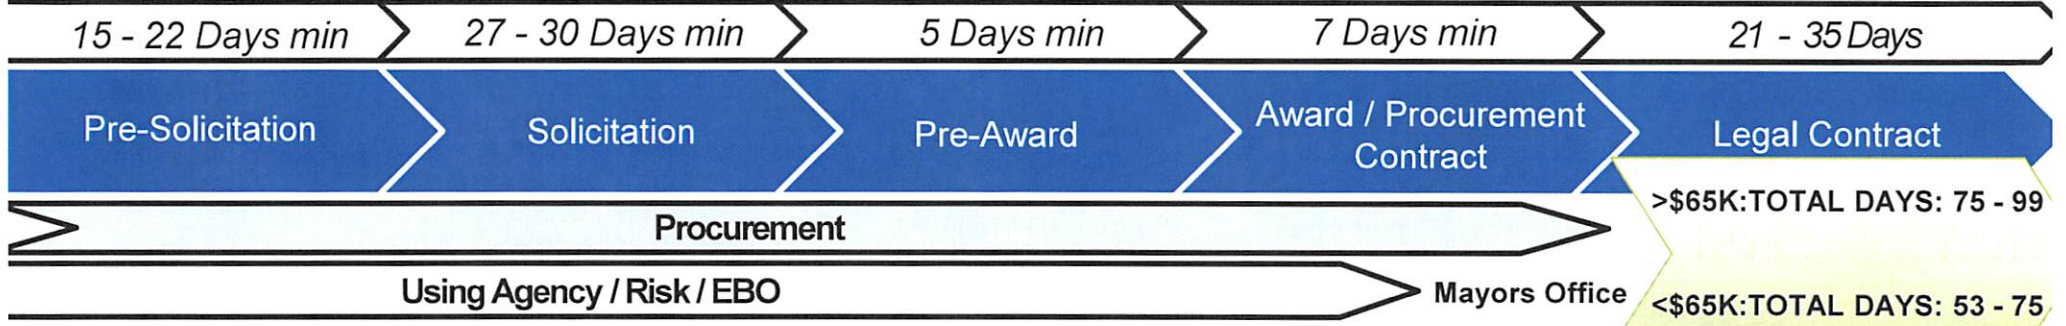 15 - 22 Days min
27 - 30 Days min
5 Days min
7 Days min
21 - 35 Days
Pre-Solicitation
Solicitation
Pre-Award
Award / Procurement
Contract
Legal Contract
>$65K:TOTAL DAYS: 75 - 99
Procurement
Using Agency / Risk / EBO
Mayors Office
<$65K:TOTAL DAYS: 53 - 75